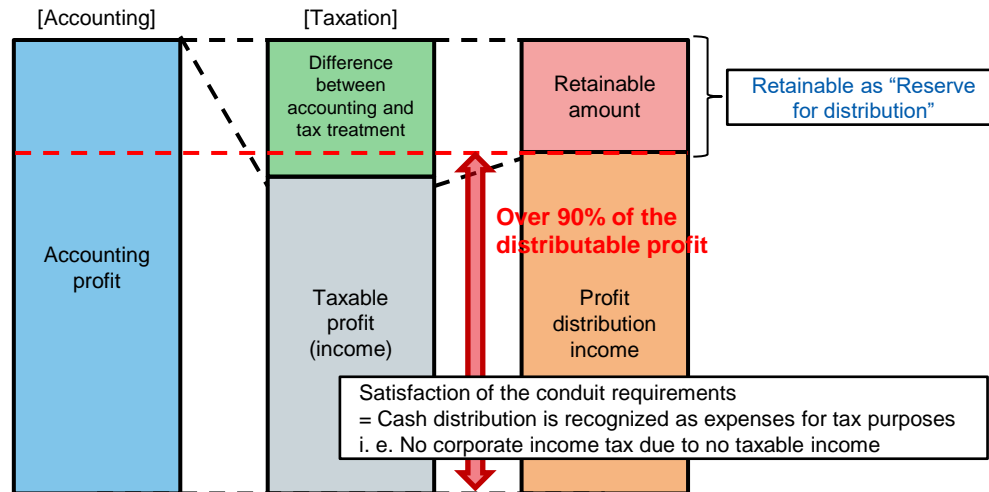 [Accounting]
[Taxation]
Difference
between
accounting and
tax treatment
Retainable
amount
Retainable as “Reserve
for distribution”
Over 90% of the
distributable profit
Accounting
profit
Taxable
profit
(income)
Profit
distribution
income
Satisfaction of the conduit requirements
= Cash distribution is recognized as expenses for tax purposes
i. e. No corporate income tax due to no taxable income